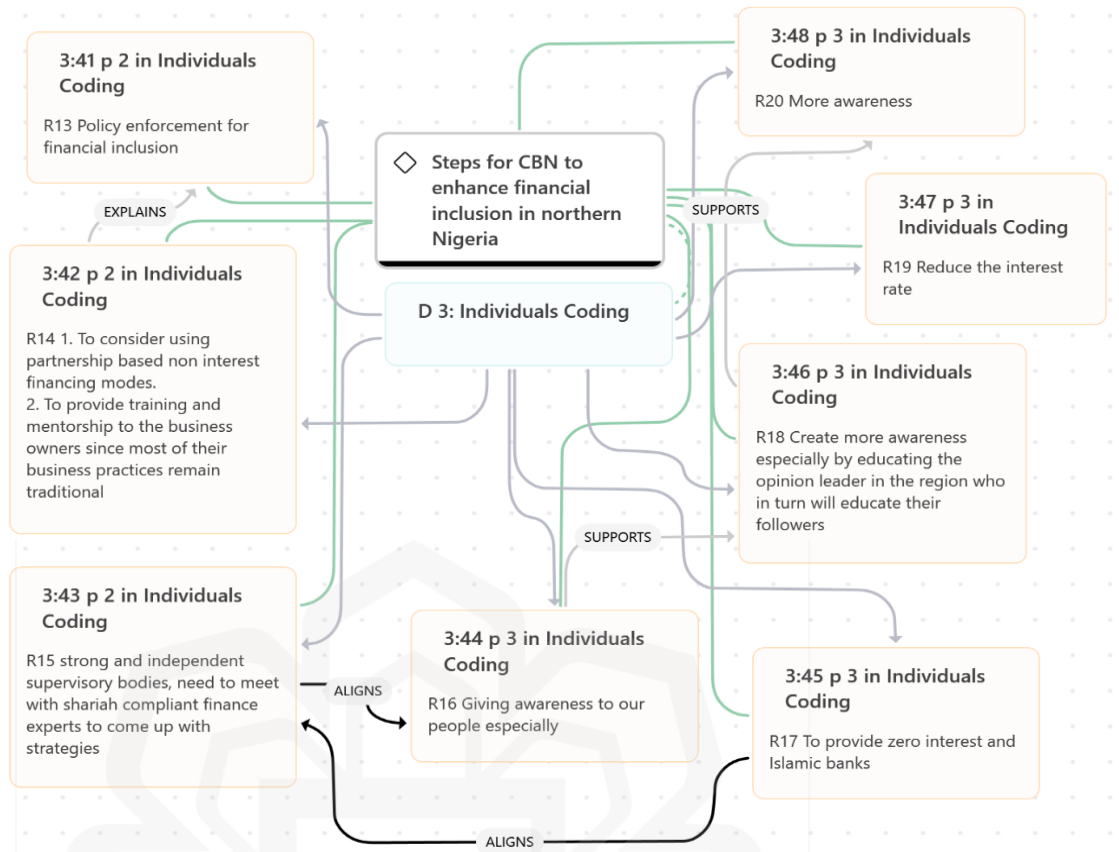 3:41 p 2 in Individuals
Coding
R13 Policy enforcement for
financial inclusion
3:48 p 3 in Individuals
Coding
R20 More awareness
Steps for CBN to
enhance financial
inclusion in northern
Nigeria
EXPLAINS
SUPPORTS
3:47 p 3 in
Individuals Coding
R19 Reduce the interest
rate
3:42 p 2 in Individuals
Coding
R14 1. To consider using
partnership based non interest
financing modes.
2. To provide training and
mentorship to the business
owners since most of their
business practices remain
traditional
D 3: Individuals Coding
3:46 p 3 in Individuals
Coding
R18 Create more awareness
especially by educating the
opinion leader in the region who
in turn will educate their
followers
SUPPORTS
3:43 p 2 in Individuals
Coding
R15 strong and independent
supervisory bodies, need to meet
with shariah compliant finance
experts to come up with
strategies
ALIGNS
3:44 p 3 in Individuals
Coding
R16 Giving awareness to our
people especially
3:45 p 3 in Individuals
Coding
R17 To provide zero interest and
Islamic banks
ALIGNS